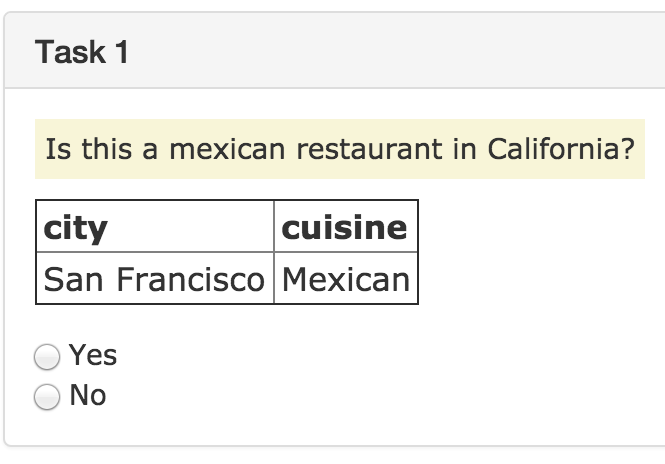 Task 1
Is this a mexican restaurant in California?
city cuisine
San Francisco Mexican
Yes
No